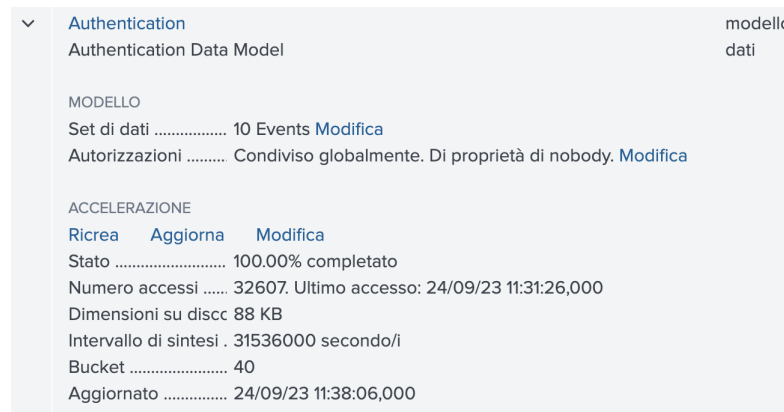 Authentication
modello
Authentication Data Model
dati
MODELLO
Set di dati ................ 10 Events Modifica
Autorizzazioni ......... Condiviso globalmente. Di proprietà di nobody. Modifica
ACCELERAZIONE
Ricrea Aggiorna Modifica
Stato ......................... 100.00% completato
Numero accessi ...... 32607. Ultimo accesso: 24/09/23 11:31:26,000
Dimensioni su disco 88 KB
Intervallo di sintesi . 31536000 secondo/i
Bucket ...................... 40
Aggiornato ............... 24/09/23 11:38:06,000